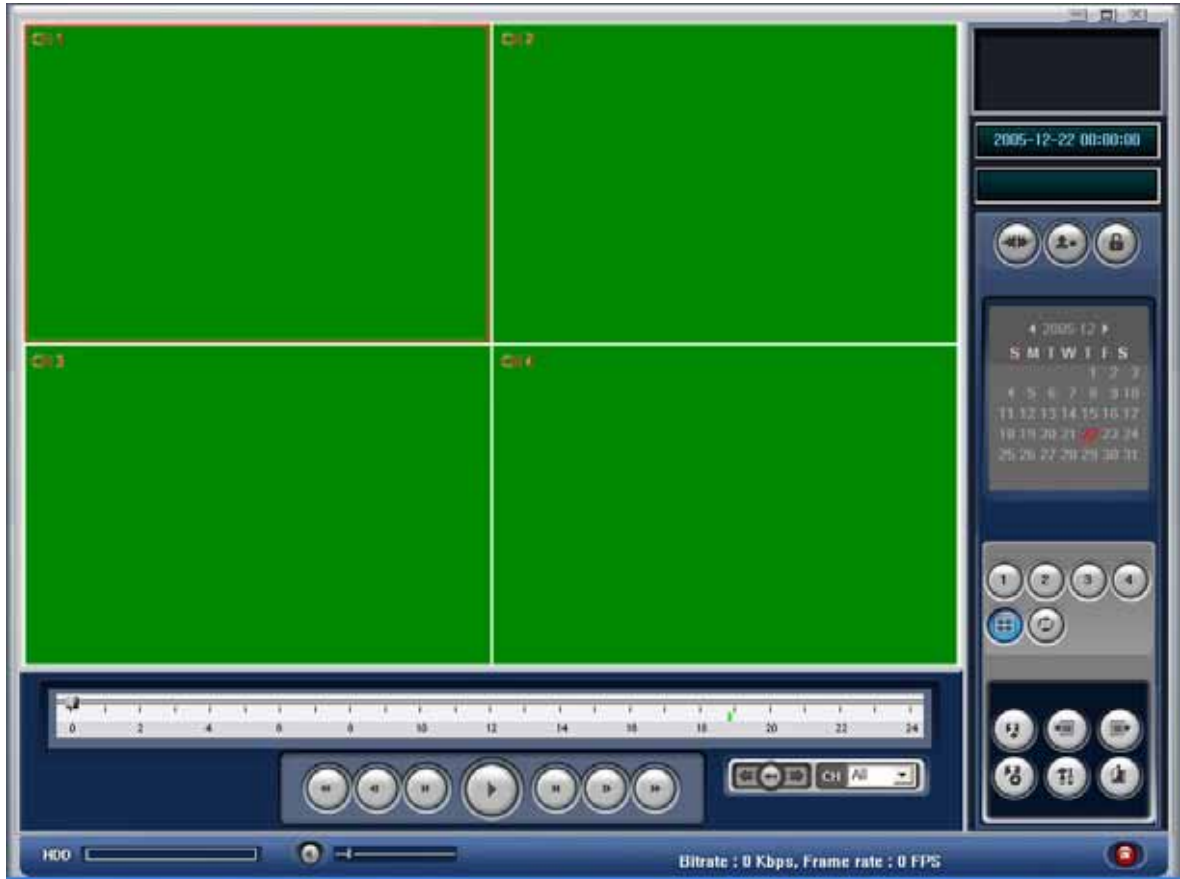 CH 1
CH 2
CH 3
CH 4
2005-12-22 00:00:00
2005-12
S M T W T F S
1 2 3
4 5 6 7 8 9 10
11 12 13 14 15 16 17
18 19 20 21 22 23 24
25 26 27 28 29 30 31
1 2 3 4
0 2 4 6 8 10 12 14 16 18 20 22 24
CH All
HDD
Bitrate : 0 Kbps, Frame rate : 0 FPS